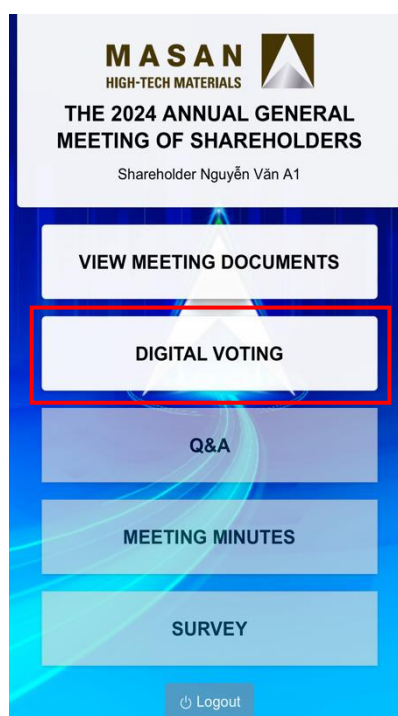 MASAN
HIGH-TECH MATERIALS
THE 2024 ANNUAL GENERAL
MEETING OF SHAREHOLDERS
Shareholder Nguyễn Văn A1
VIEW MEETING DOCUMENTS
DIGITAL VOTING
Q&A
MEETING MINUTES
SURVEY
Logout